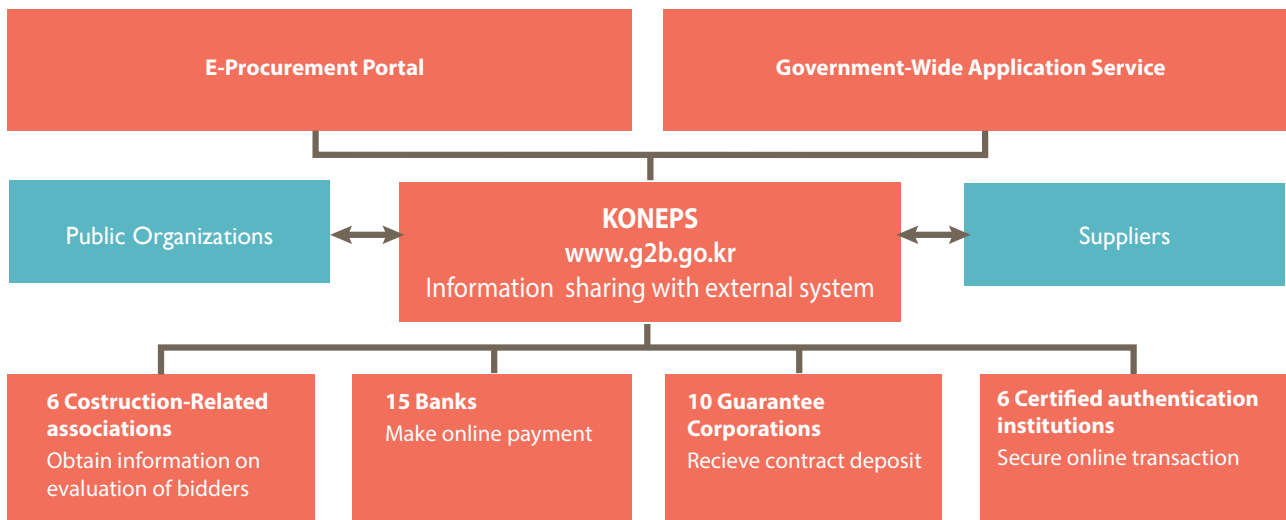 E-Procurement Portal
Government-Wide Application Service
Public Organizations
KONEPS
www.g2b.go.kr
Information sharing with external system
Suppliers
6 Costruction-Related
associations
Obtain information on
evaluation of bidders
15 Banks
Make online payment
10 Guarantee
Corporations
Recieve contract deposit
6 Certified authentication
institutions
Secure online transaction